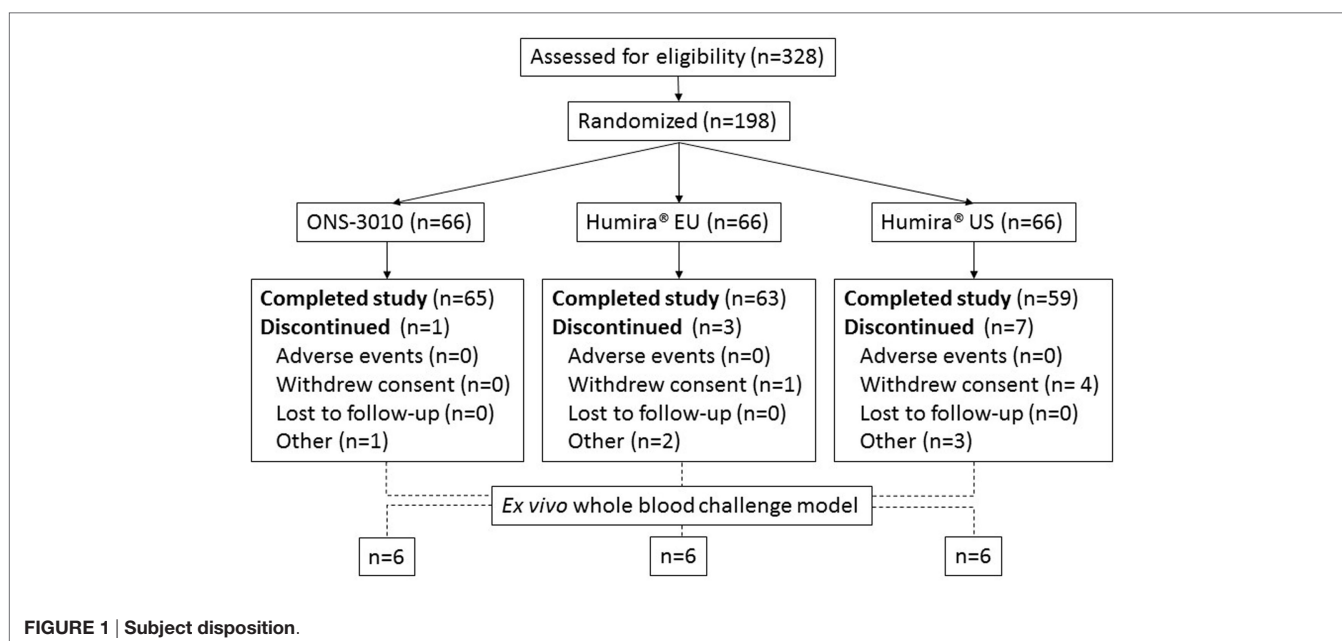 Assessed for eligibility (n=328)
Randomized (n=198)
ONS-3010 (n=66)
Humira® EU (n=66)
Humira® US (n=66)
Completed study (n=65)
Discontinued (n=1)
Adverse events (n=0)
Withdrew consent (n=0)
Lost to follow-up (n=0)
Other (n=1)
Completed study (n=63)
Discontinued (n=3)
Adverse events (n=0)
Withdrew consent (n=1)
Lost to follow-up (n=0)
Other (n=2)
Completed study (n=59)
Discontinued (n=7)
Adverse events (n=0)
Withdrew consent (n= 4)
Lost to follow-up (n=0)
Other (n=3)
Ex vivo whole blood challenge model
n=6
n=6
n=6
FIGURE 1 | Subject disposition.